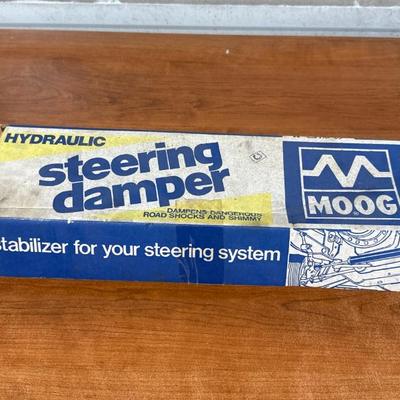 HYDRAULIC
steering
damper
DAMPENS DANGEROUS
ROAD SHOCKS AND SHIMMY
MOOG
stabilizer for your steering system